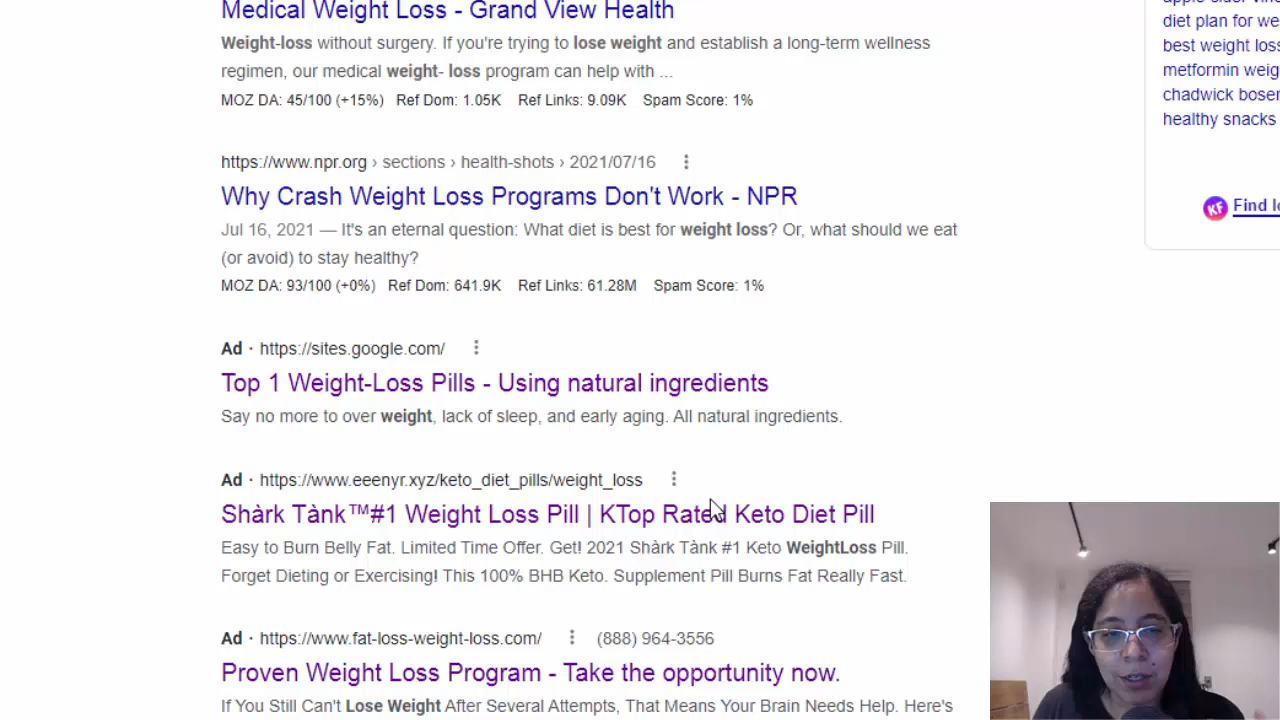 Medical Weight Loss - Grand View Health
Weight-loss without surgery. If you're trying to lose weight and establish a long-term wellness
regimen, our medical weight- loss program can help with ...
MOZ DA: 45/100 (+15%) Ref Dom: 1.05K Ref Links: 9.09K Spam Score: 1%
https://www.npr.org › sections › health-shots › 2021/07/16
Why Crash Weight Loss Programs Don't Work - NPR
Jul 16, 2021 — It's an eternal question: What diet is best for weight loss? Or, what should we eat
(or avoid) to stay healthy?
MOZ DA: 93/100 (+0%) Ref Dom: 641.9K Ref Links: 61.28M Spam Score: 1%
Ad · https://sites.google.com/
Top 1 Weight-Loss Pills - Using natural ingredients
Say no more to over weight, lack of sleep, and early aging. All natural ingredients.
Ad · https://www.eeenyr.xyz/keto_diet_pills/weight_loss
Shàrk Tànk™#1 Weight Loss Pill | KTop Rated Keto Diet Pill
Easy to Burn Belly Fat. Limited Time Offer. Get! 2021 Shàrk Tànk #1 Keto WeightLoss Pill.
Forget Dieting or Exercising! This 100% BHB Keto. Supplement Pill Burns Fat Really Fast.
Ad · https://www.fat-loss-weight-loss.com/ (888) 964-3556
Proven Weight Loss Program - Take the opportunity now.
If You Still Can't Lose Weight After Several Attempts, That Means Your Brain Needs Help. Here's
diet plan for we
best weight loss
metformin weig
chadwick boser
healthy snacks
KF Find lo